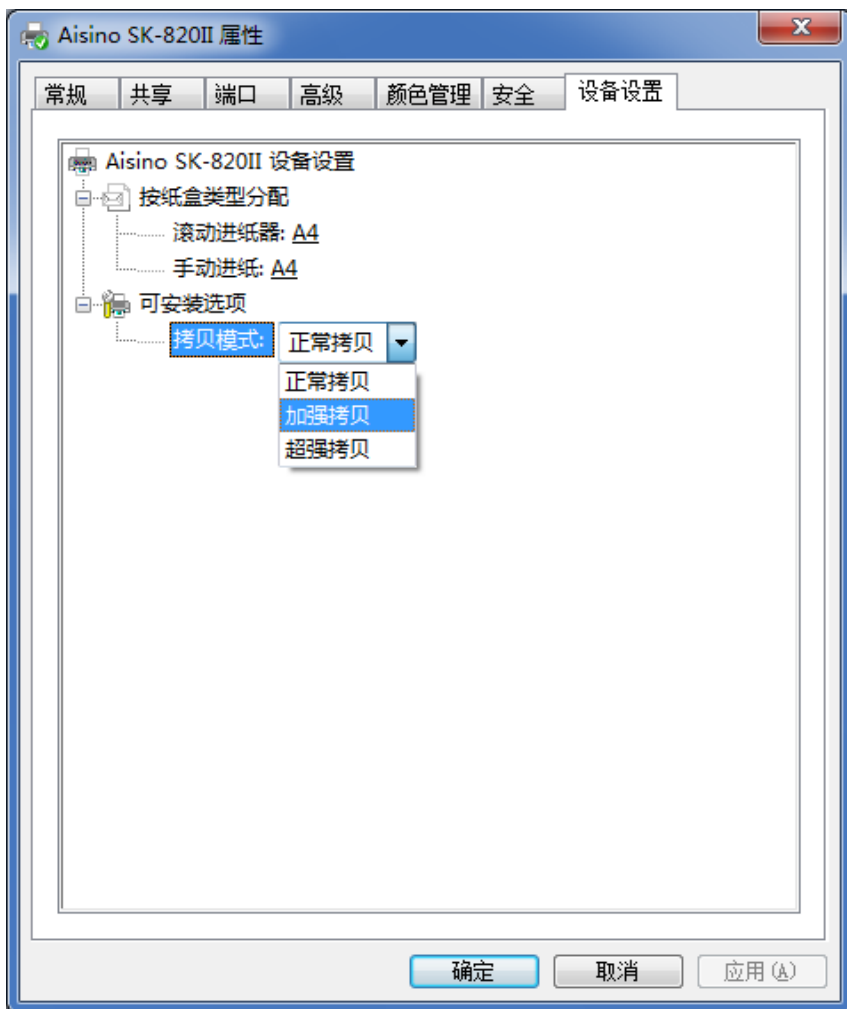 Aisino SK-820II 属性
常规 共享 端口 高级 颜色管理 安全 设备设置
Aisino SK-820II 设备设置
按纸盒类型分配
滚动进纸器: A4
手动进纸: A4
可安装选项
拷贝模式: 正常拷贝
正常拷贝
加强拷贝
超强拷贝
确定 取消 应用(A)